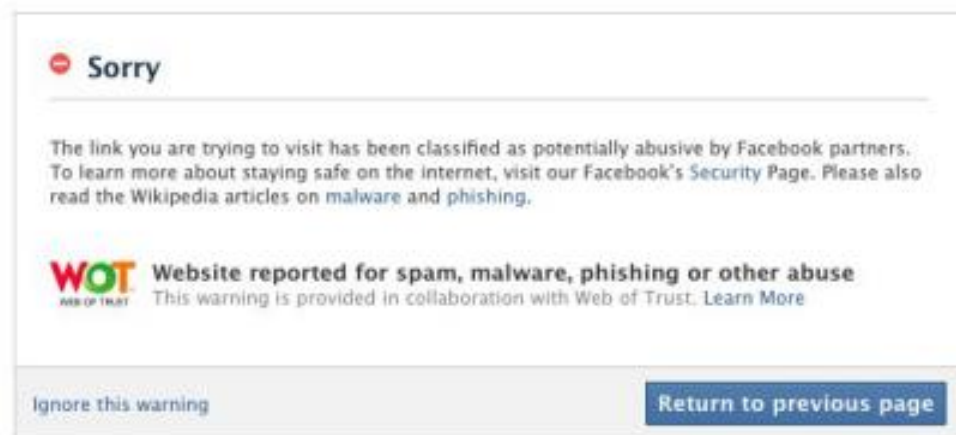 Sorry
The link you are trying to visit has been classified as potentially abusive by Facebook partners.
To learn more about staying safe on the internet, visit our Facebook's Security Page. Please also
read the Wikipedia articles on malware and phishing.
WOT
WEB OF TRUST
Website reported for spam, malware, phishing or other abuse
This warning is provided in collaboration with Web of Trust. Learn More
Ignore this warning
Return to previous page